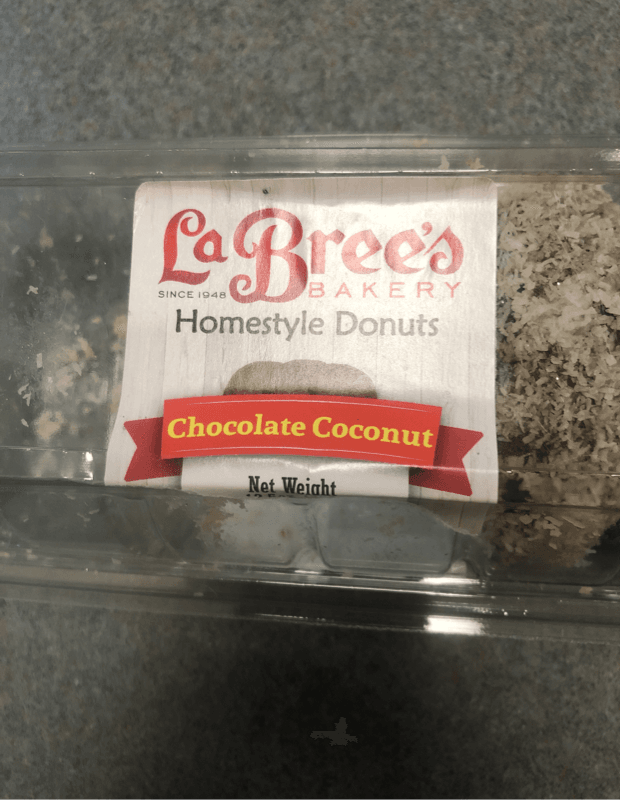 LaBree's
SINCE 1948 BAKERY
Homestyle Donuts
Chocolate Coconut
Net Weight